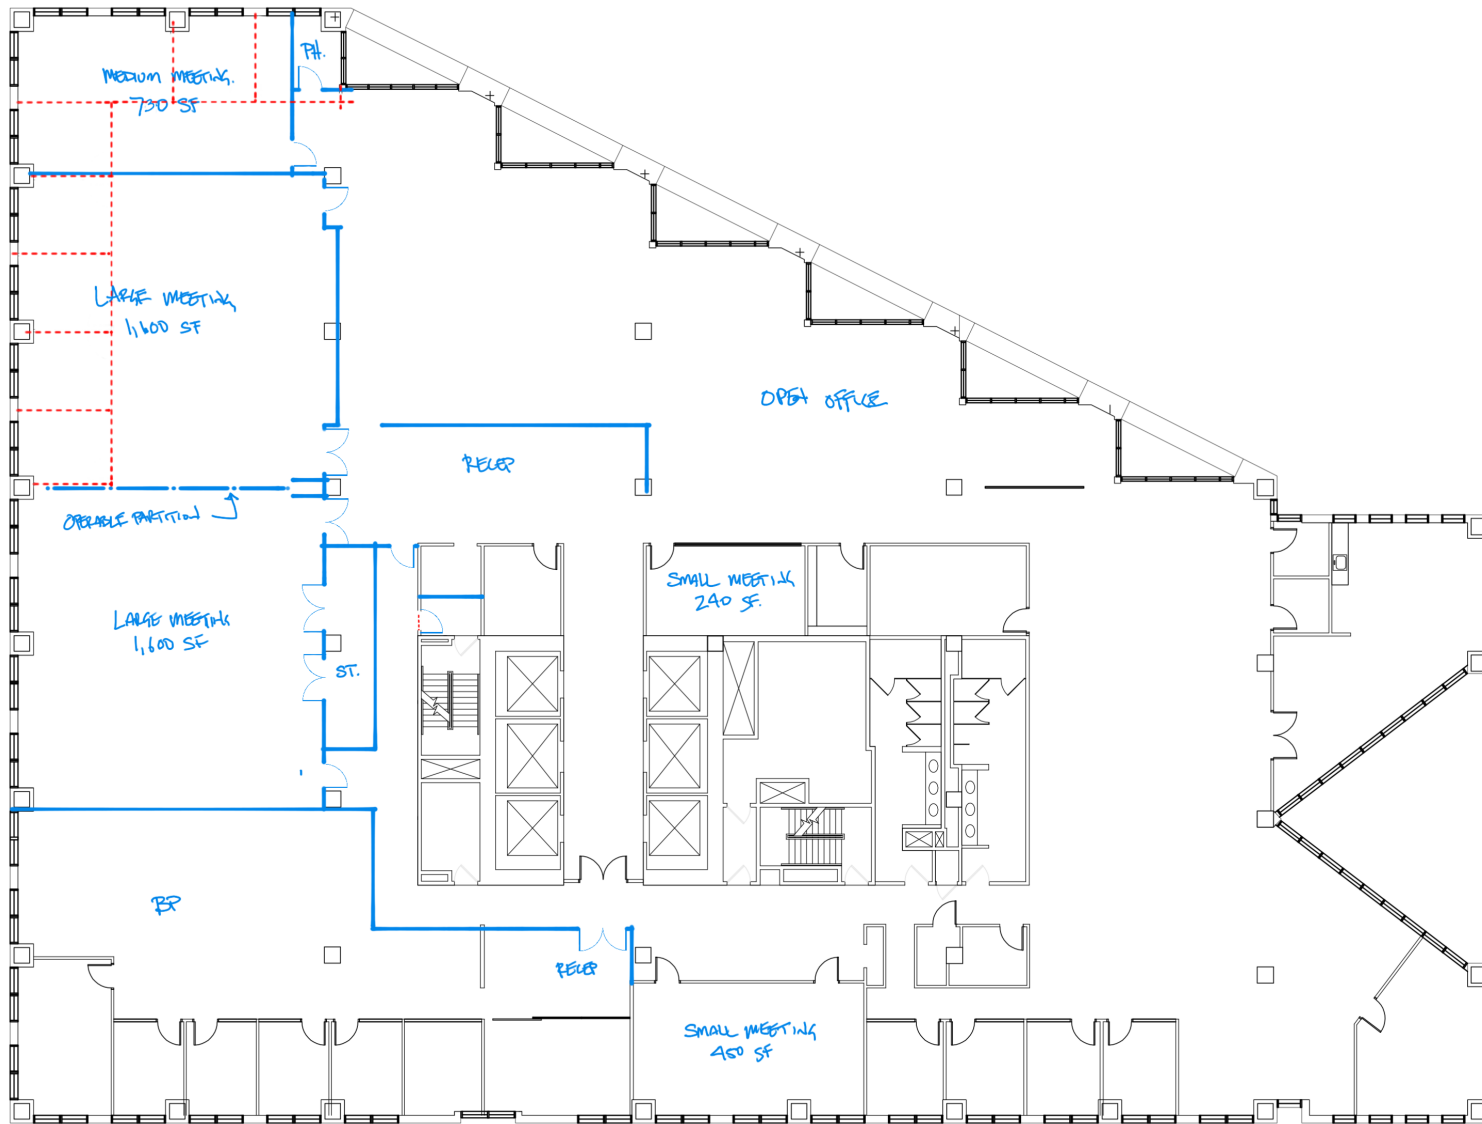 PH.
MEDIUM MEETING.
730 SF
LARGE MEETING
1,600 SF
OPEN OFFICE
RECEP
OPERABLE PARTITION
SMALL MEETING
240 SF.
LARGE MEETING
1,600 SF
ST.
BP
RECEP
SMALL MEETING
450 SF